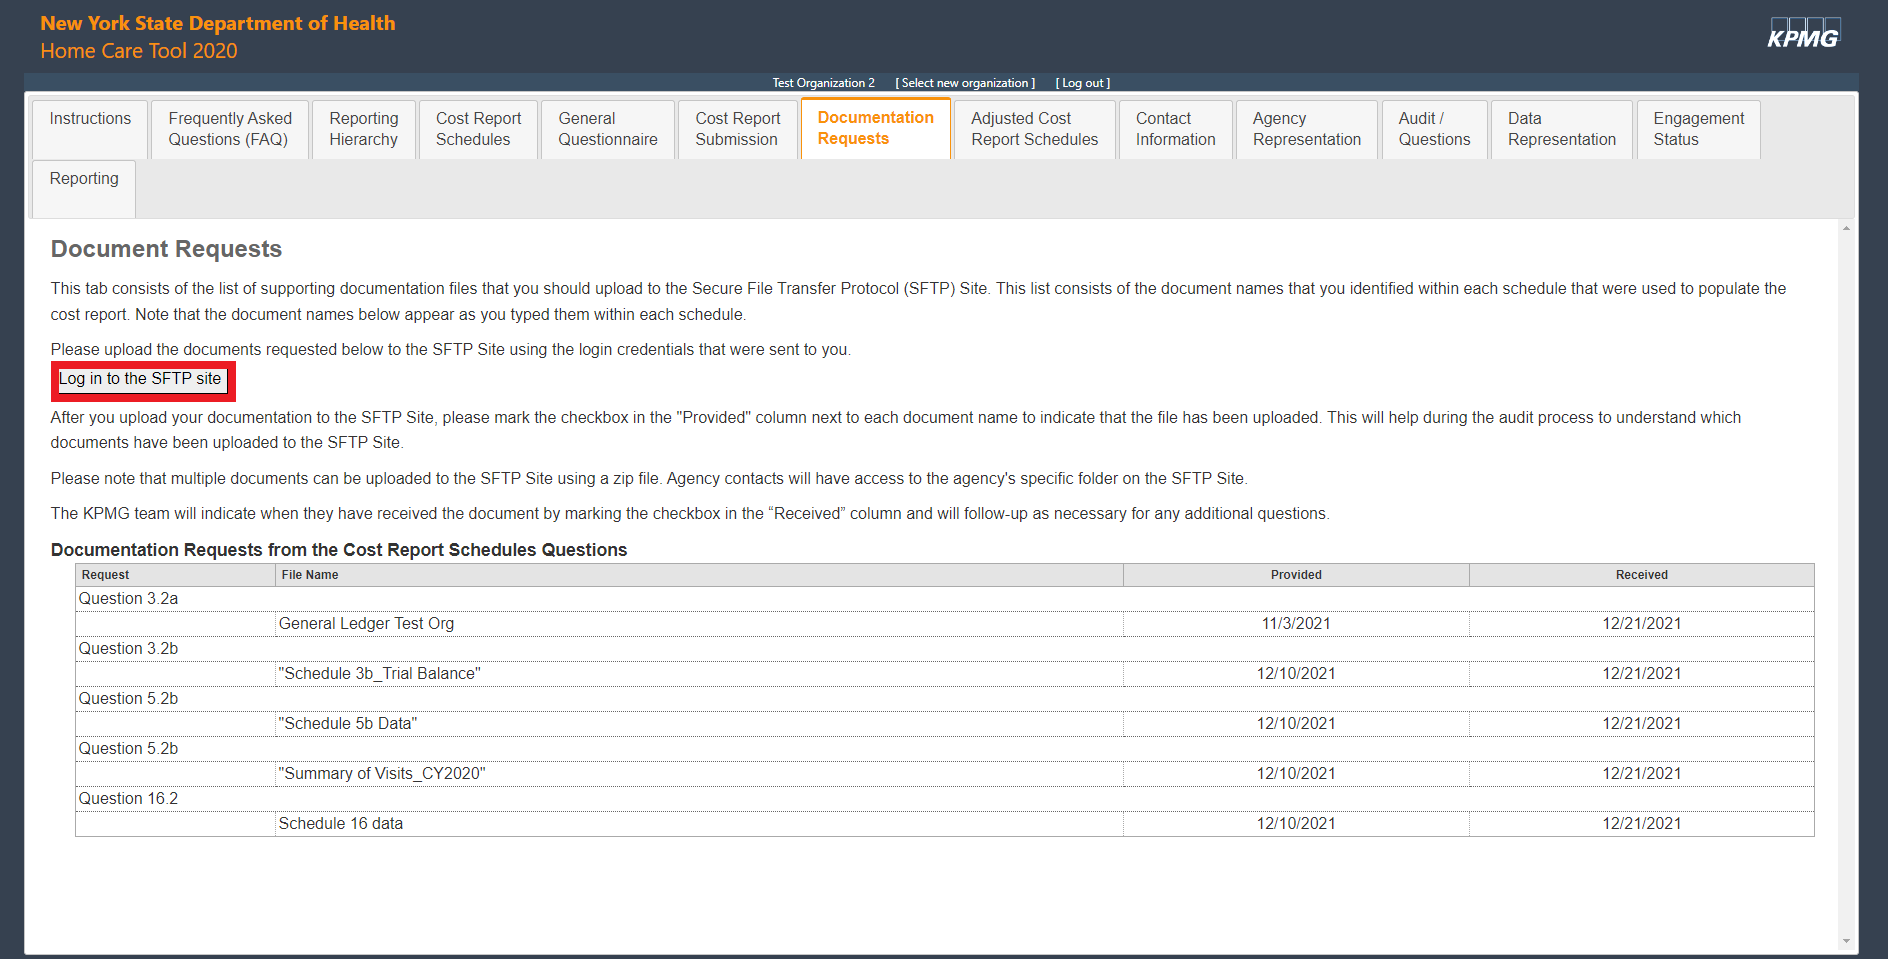 New York State Department of Health
Home Care Tool 2020
KPMG
Test Organization 2 [ Select new organization ] [ Log out ]
Instructions
Frequently Asked
Questions (FAQ)
Reporting
Hierarchy
Cost Report
Schedules
General
Questionnaire
Cost Report
Submission
Documentation
Requests
Adjusted Cost
Report Schedules
Contact
Information
Agency
Representation
Audit /
Questions
Data
Representation
Engagement
Status
Reporting
Document Requests
This tab consists of the list of supporting documentation files that you should upload to the Secure File Transfer Protocol (SFTP) Site. This list consists of the document names that you identified within each schedule that were used to populate the
cost report. Note that the document names below appear as you typed them within each schedule.
Please upload the documents requested below to the SFTP Site using the login credentials that were sent to you.
Log in to the SFTP site
After you upload your documentation to the SFTP Site, please mark the checkbox in the "Provided" column next to each document name to indicate that the file has been uploaded. This will help during the audit process to understand which
documents have been uploaded to the SFTP Site.
Please note that multiple documents can be uploaded to the SFTP Site using a zip file. Agency contacts will have access to the agency's specific folder on the SFTP Site.
The KPMG team will indicate when they have received the document by marking the checkbox in the “Received” column and will follow-up as necessary for any additional questions.
Documentation Requests from the Cost Report Schedules Questions
Request File Name Provided Received
Question 3.2a
General Ledger Test Org 11/3/2021 12/21/2021
Question 3.2b
"Schedule 3b_Trial Balance" 12/10/2021 12/21/2021
Question 5.2b
"Schedule 5b Data" 12/10/2021 12/21/2021
Question 5.2b
"Summary of Visits_CY2020" 12/10/2021 12/21/2021
Question 16.2
Schedule 16 data 12/10/2021 12/21/2021